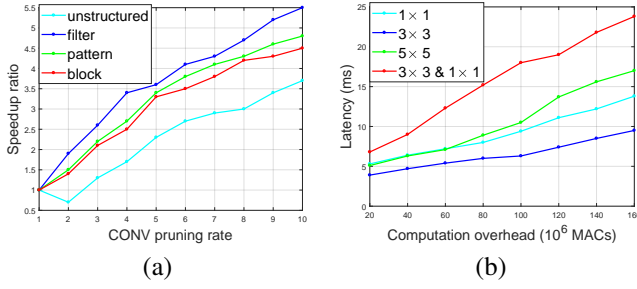 unstructured
filter
pattern
block
Speedup ratio
5.5
5
4.5
4
3.5
3
2.5
2
1.5
1
0.5
1 2 3 4 5 6 7 8 9 10
CONV pruning rate
(a)
1× 1
3× 3
5× 5
3× 3 & 1× 1
Latency (ms)
25
20
15
10
5
0
20 40 60 80 100 120 140 160
Computation overhead (10⁶ MACs)
(b)